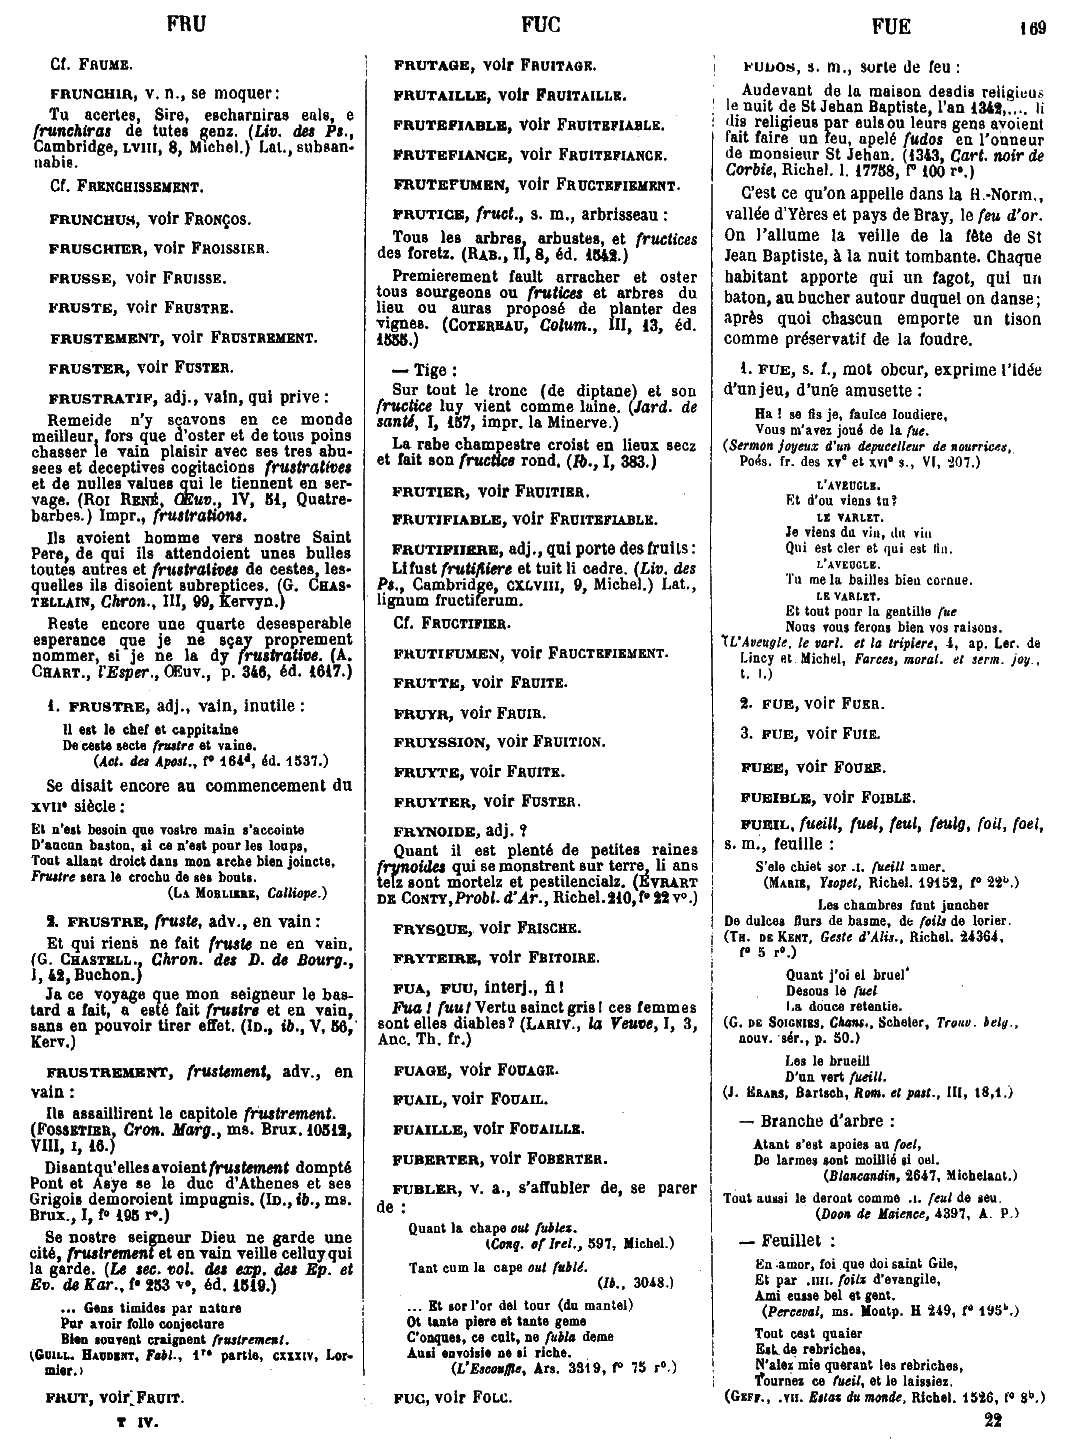 FRU
FUC
FUE
169
Cf. FRUME.
FRUNCHIR, v. n., se moquer :
Tu acertes, Sire, escharniras eals, e
frunchiras de tutes genz. (Liv. des Ps.,
Cambridge, LVIII, 8, Michel.) Lat., subsan-
nabis.
Cf. FRENCHISSEMENT.
FRUNCHUS, voir FRONÇOS.
FRUSCHIER, voir FROISSIER.
FRUSSE, voir FRUISSE.
FRUSTE, voir FRUSTRE.
FRUSTEMENT, voir FRUSTREMENT.
FRUSTER, voir FUSTER.
FRUSTRATIF, adj., vain, qui prive :
Remeide n'y sçavons en ce monde
meilleur, fors que d'oster et de tous poins
chasser le vain plaisir avec ses tres abu-
sees et deceptives cogitacions frustratives
et de nulles values qui le tiennent en ser-
vage. (ROI RENÉ, Œuv., IV, 51, Quatre-
barbes.) Impr., frustrations.
Ils avoient homme vers nostre Saint
Pere, de qui ils attendoient unes bulles
toutes autres et frustratives de cestes, les-
quelles ils disoient subreptices. (G. CHAS-
TELLAIN, Chron., III, 99, Kervyn.)
Reste encore une quarte desesperable
esperance que je ne sçay proprement
nommer, si je ne la dy frustrative. (A.
CHART., l'Esper., Œuv., p. 346, éd. 1617.)
1. FRUSTRE, adj., vain, inutile :
Il est le chef et cappitaine
De ceste secte frustre et vaine.
(Act. des Apost., f° 164d, éd. 1537.)
Se disait encore au commencement du
XVIIe siècle :
Et n'est besoin que vostre main s'accointe
D'aucun baston, si ce n'est pour les loups,
Tout allant droict dans mon arche bien joincte,
Frustre sera le crochu de ses bouts.
(LA MORLIERE, Calliope.)
2. FRUSTRE, fruste, adv., en vain :
Et qui riens ne fait fruste ne en vain.
(G. CHASTELL., Chron. des D. de Bourg.,
I, 42, Buchon.)
Ja ce voyage que mon seigneur le bas-
tard a fait, a esté fait frustre et en vain,
sans en pouvoir tirer effet. (ID., ib., V, 56,
Kerv.)
FRUSTREMENT, frustement, adv., en
vain :
Ils assaillirent le capitole frustrement.
(FOSSETIER, Cron. Marg., ms. Brux. 10512,
VIII, I, 16.)
Disant qu'elles avoient frustement dompté
Pont et Asye se le duc d'Athenes et ses
Grigois demoroient impugnis. (ID., ib., ms.
Brux., I, f° 195 r°.)
Se nostre seigneur Dieu ne garde une
cité, frustrement et en vain veille celluy qui
la garde. (Le sec. vol. des exp. des Ep. et
Ev. de Kar., f° 253 v°, éd. 1519.)
... Gens timides par nature
Pur avoir folle conjecture
Bien souvent craignent frustrement.
(GUILL. HAUDENT, Fabl., 1re partie, CXXXIV, Lor-
mier.)
FRUT, voir FRUIT.
T IV.
FRUTAGE, voir FRUITAGE.
FRUTAILLE, voir FRUITAILLE.
FRUTEFIABLE, voir FRUITEFIABLE.
FRUTEFIANCE, voir FRUITEFIANCE.
FRUTEFUMEN, voir FRUCTEFIEMENT.
FRUTICE, fruct., s. m., arbrisseau :
Tous les arbres, arbustes, et fructices
des foretz. (RAB., II, 8, éd. 1542.)
Premierement fault arracher et oster
tous sourgeons ou frutices et arbres du
lieu ou auras proposé de planter des
vignes. (COTEREAU, Colum., III, 13, éd.
1555.)
— Tige :
Sur tout le tronc (de diptane) et son
fructice luy vient comme laine. (Jard. de
santé, I, 157, impr. la Minerve.)
La rabe champestre croist en lieux secz
et fait son fructice rond. (Ib., I, 383.)
FRUTIER, voir FRUITIER.
FRUTIFIABLE, voir FRUITEFIABLE.
FRUTIFIIERE, adj., qui porte des fruits :
Li fust frutifiiere et tuit li cedre. (Liv. des
Ps., Cambridge, CXLVIII, 9, Michel.) Lat.,
lignum fructiferum.
Cf. FRUCTIFIER.
FRUTIFUMEN, voir FRUCTEFIEMENT.
FRUTTE, voir FRUITE.
FRUYR, voir FRUIR.
FRUYSSION, voir FRUITION.
FRUYTE, voir FRUITE.
FRUYTER, voir FUSTER.
FRYNOIDE, adj. ?
Quant il est plenté de petites raines
frynoides qui se monstrent sur terre, li ans
telz sont mortelz et pestilencialz. (EVRART
DE CONTY, Probl. d'Ar., Richel. 210, f° 22 v°.)
FRYSQUE, voir FRISCHE.
FRYTEIRE, voir FRITOIRE.
FUA, FUU, interj., fi !
Fua ! fuu ! Vertu sainct gris ! ces femmes
sont elles diables ? (LARIV., la Veuve, I, 3,
Anc. Th. fr.)
FUAGE, voir FOUAGE.
FUAIL, voir FOUAIL.
FUAILLE, voir FOUAILLE.
FUBERTER, voir FOBERTER.
FUBLER, v. a., s'affubler de, se parer
de :
Quant la chape out fublez.
(Conq. of Irel., 597, Michel.)
Tant cum la cape out fublé.
(Ib., 3048.)
... Et sor l'or del tour (du mantel)
Ot tante piere et tante geme
C'onques, ce cuit, ne fubla deme
Ausi envoisie ne si riche.
(L'Escouffle, Ars. 3319, f° 75 r°.)
FUC, voir FOLC.
FUDOS, s. m., sorte de feu :
Audevant de la maison desdis religieus
le nuit de St Jehan Baptiste, l'an 1342,... li
dis religieus par euls ou leurs gens avoient
fait faire un feu, apelé fudos en l'onneur
de monsieur St Jehan. (1343, Cart. noir de
Corbie, Richel. l. 17758, f° 100 r°.)
C'est ce qu'on appelle dans la H.-Norm.,
vallée d'Yères et pays de Bray, le feu d'or.
On l'allume la veille de la fête de St
Jean Baptiste, à la nuit tombante. Chaque
habitant apporte qui un fagot, qui un
baton, au bucher autour duquel on danse ;
après quoi chascun emporte un tison
comme préservatif de la foudre.
1. FUE, s. f., mot obcur, exprime l'idée
d'un jeu, d'une amusette :
Ha ! se fis je, faulce loudiere,
Vous m'avez joué de la fue.
(Sermon joyeux d'un depucelleur de nourrices,
Poés. fr. des XVe et XVIe s., VI, 207.)
L'AVEUGLE.
Et d'ou viens tu ?
LE VARLET.
Je viens du vin, du vin
Qui est cler et qui est fin.
L'AVEUGLE.
Tu me la bailles bien cornue.
LE VARLET.
Et tout pour la gentille fue
Nous vous ferons bien vos raisons.
(L'Aveugle, le varl. et la tripiere, 4, ap. Ler. de
Lincy et Michel, Farces, moral. et serm. joy.,
t. I.)
2. FUE, voir FUER.
3. FUE, voir FUIE.
FUEE, voir FOUEE.
FUEIBLE, voir FOIBLE.
FUEIL, fueill, fuel, feul, feulg, foil, foel,
s. m., feuille :
S'ele chiet sor .I. fueill amer.
(MARIE, Ysopet, Richel. 19152, f° 22b.)
Les chambres funt juncher
De dulces flurs de basme, de foils de lorier.
(TH. DE KENT, Geste d'Alis., Richel. 24364,
f° 5 r°.)
Quant j'oi el bruel
Desous le fuel
La douce retentie.
(G. DE SOIGNIES, Chans., Scheler, Trouv. belg.,
nouv. sér., p. 50.)
Les le brueill
D'un vert fueill.
(J. ERARS, Bartsch, Rom. et past., III, 18,1.)
— Branche d'arbre :
Atant s'est apoies au foel,
De larmes sont moillié si oel.
(Blancandin, 2647, Michelant.)
Tout aussi le deront comme .I. feul de seu.
(Doon de Maience, 4397, A. P.)
— Feuillet :
En amor, foi que doi saint Gile,
Et par .IIII. foilz d'evangile,
Ami eusse bel et gent.
(Perceval, ms. Montp. H 249, f° 195b.)
Tout cest quaier
Est de rebriches,
N'alez mie querant les rebriches,
Tournez ce fueil, et le laissiez.
(GEFF., .VII. Estaz du monde, Richel. 1526, f° 8b.)
22